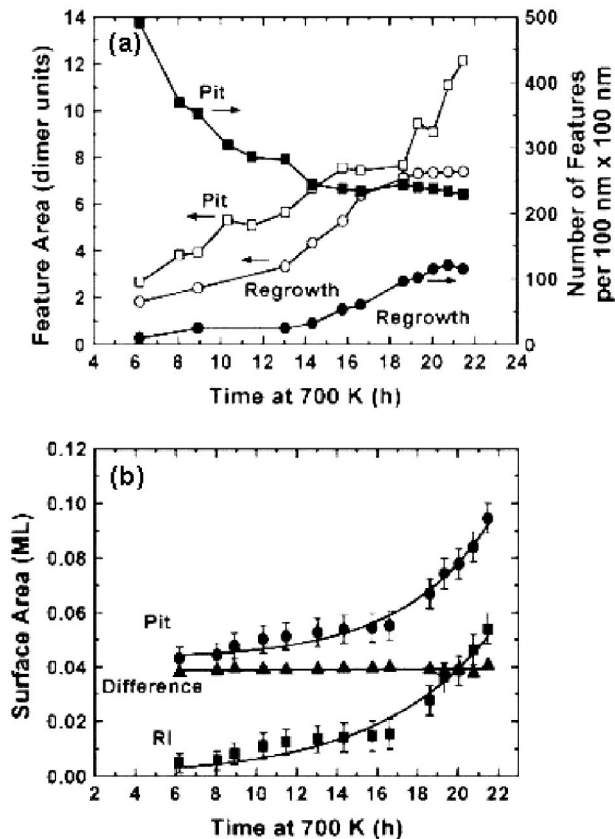 (a)
Feature Area (dimer units)
14
12
10
8
6
4
2
0
Pit
Pit
Regrowth
Regrowth
500
400
300
200
100
0
Number of Features
per 100 nm x 100 nm
4 6 8 10 12 14 16 18 20 22 24
Time at 700 K (h)
(b)
Surface Area (ML)
0.12
0.10
0.08
0.06
0.04
0.02
0.00
Pit
Difference
RI
2 4 6 8 10 12 14 16 18 20 22
Time at 700 K (h)